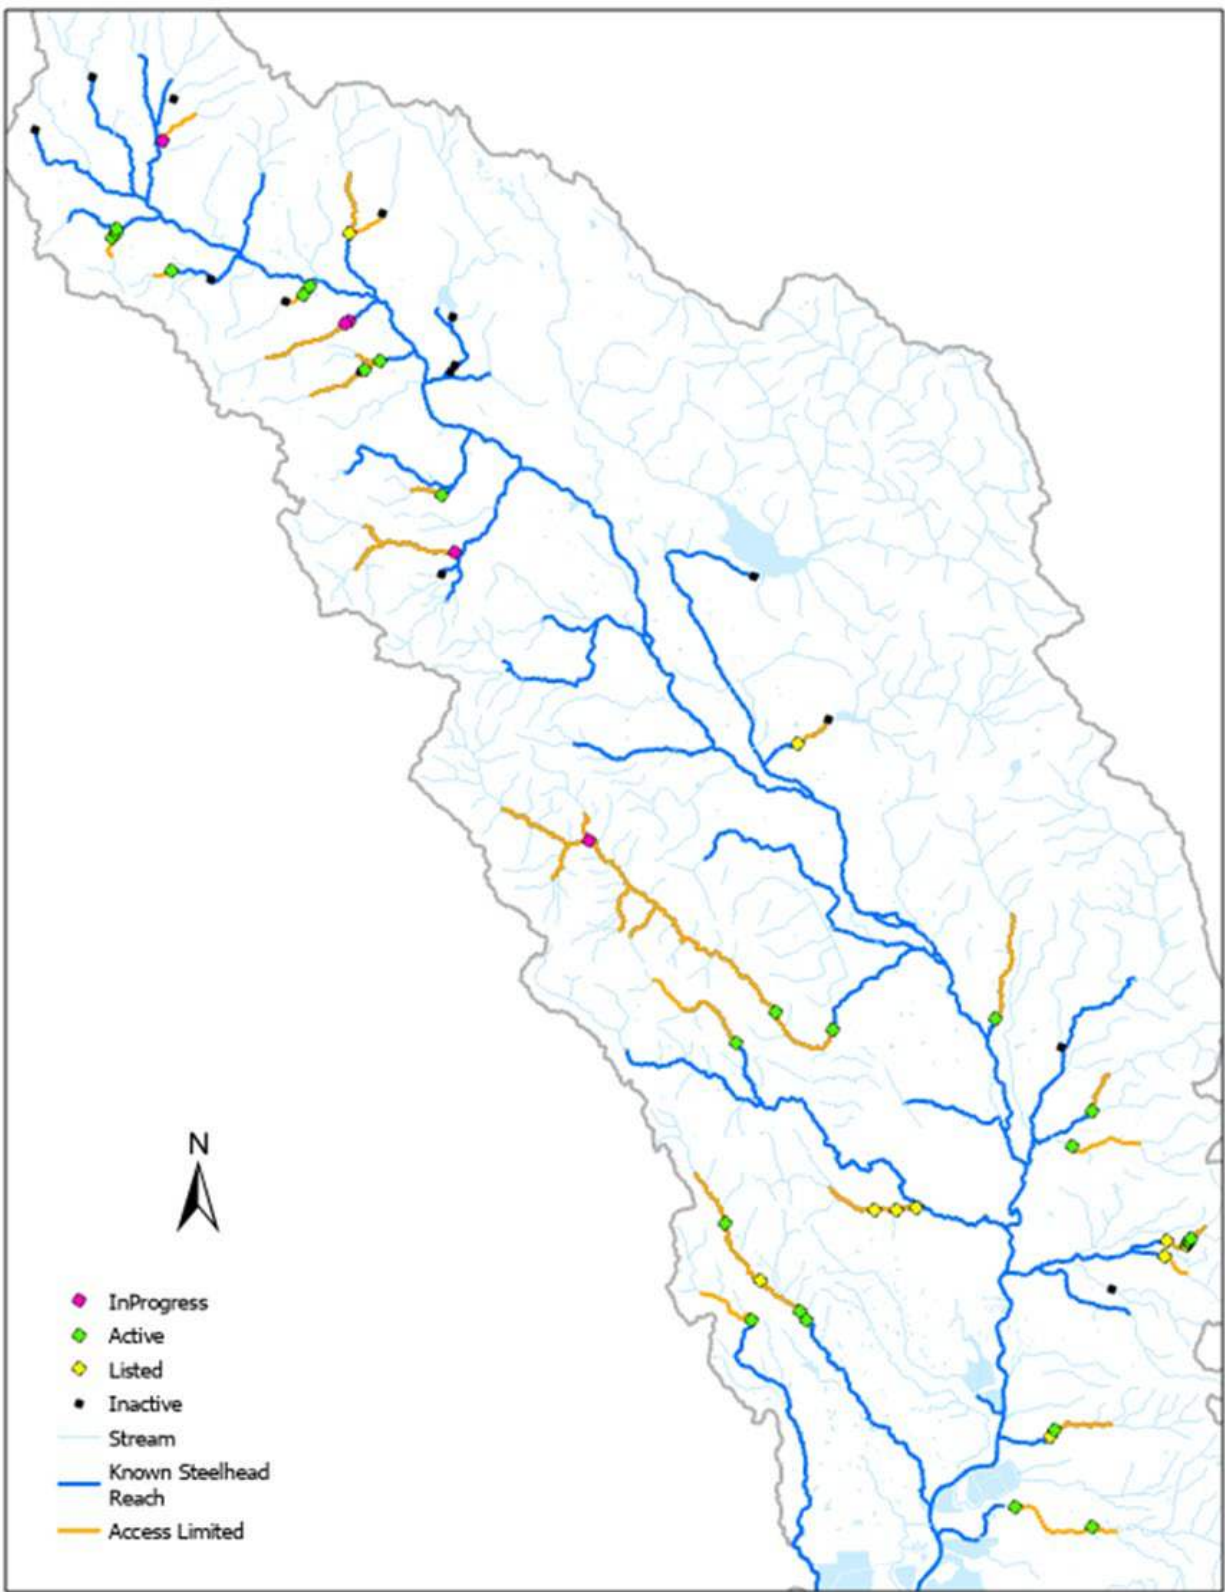 N
InProgress
Active
Listed
Inactive
Stream
Known Steelhead
Reach
Access Limited